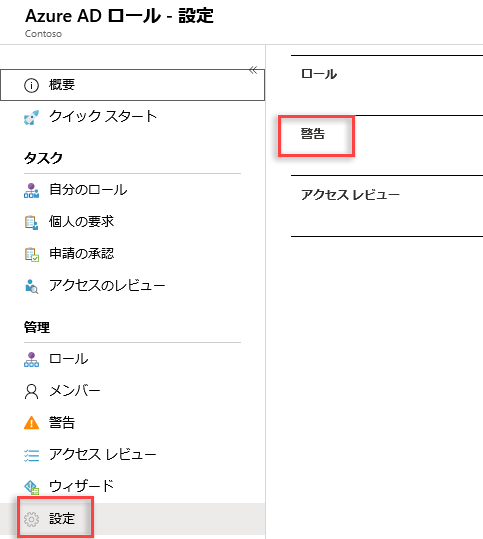 Azure AD ロール - 設定
Contoso
«
概要
クイック スタート
タスク
自分のロール
個人の要求
申請の承認
アクセスのレビュー
管理
ロール
メンバー
警告
アクセス レビュー
ウィザード
設定
ロール
警告
アクセス レビュー